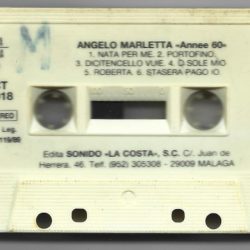 M
ANGELO MARLETTA «Annee 60»
1. NATA PER ME. 2. PORTOFINO.
3. DICITENCELLO VUIE. 4. O SOLE MIO
5. ROBERTA. 6. STASERA PAGO IO.
Edita SONIDO «LA COSTA», S.C. C/. Juan de
Herrera, 46. Telf. (952) 305308 - 29009 MALAGA
Leg.